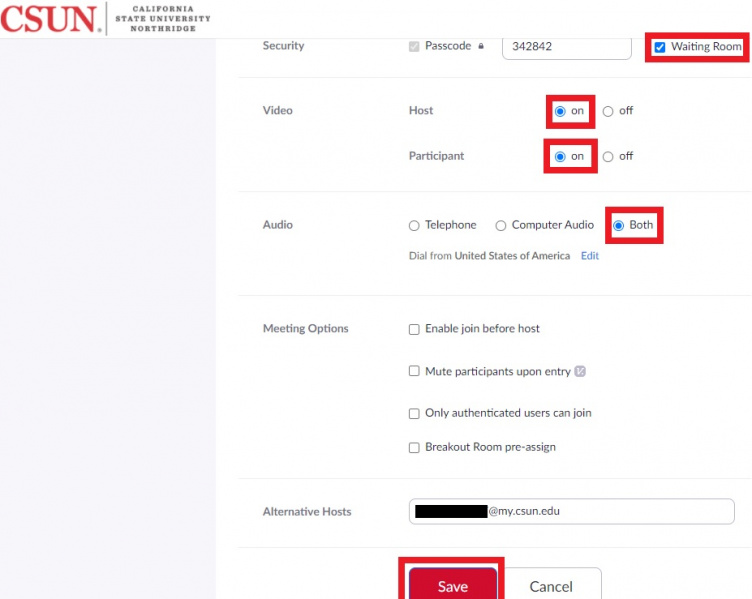 CSUN.
CALIFORNIA
STATE UNIVERSITY
NORTHRIDGE
Security Passcode 342842 Waiting Room
Video Host on off
Participant on off
Audio Telephone Computer Audio Both
Dial from United States of America Edit
Meeting Options Enable join before host
Mute participants upon entry
Only authenticated users can join
Breakout Room pre-assign
Alternative Hosts @my.csun.edu
Save Cancel